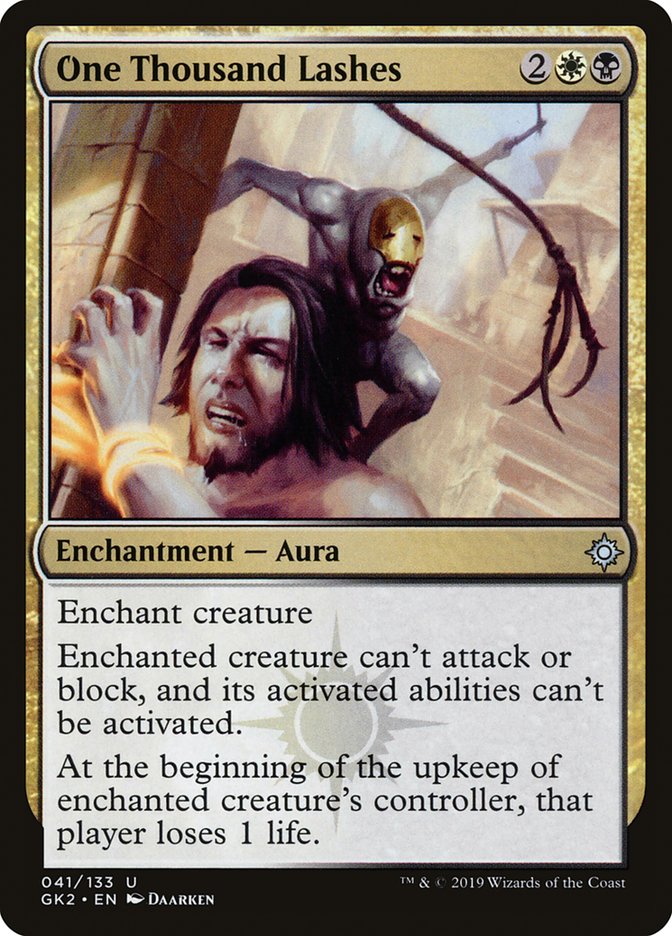 One Thousand Lashes 2
Enchantment — Aura
Enchant creature
Enchanted creature can't attack or
block, and its activated abilities can't
be activated.
At the beginning of the upkeep of
enchanted creature's controller, that
player loses 1 life.
041/133 U
GK2 • EN Daarken
™ & © 2019 Wizards of the Coast